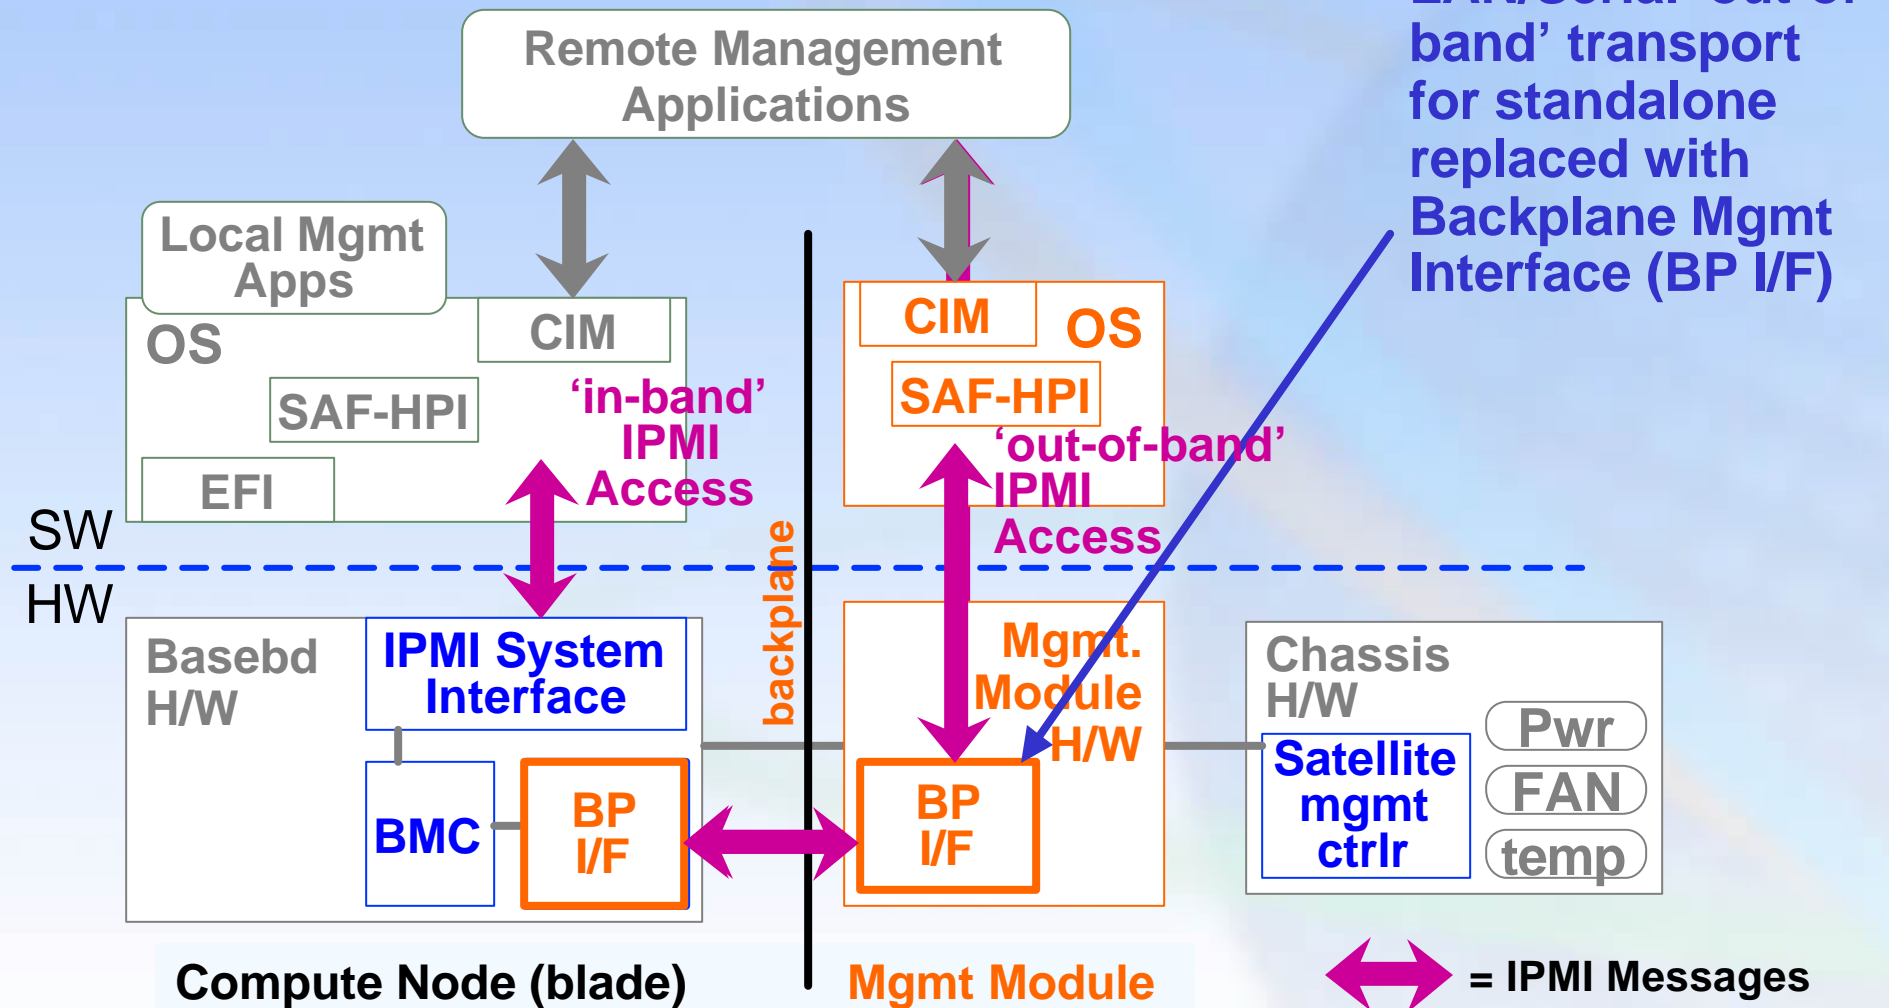 Remote Management
Applications
band’ transport
for standalone
replaced with
Backplane Mgmt
Interface (BP I/F)
Local Mgmt
Apps
OS
CIM
SAF-HPI
EFI
‘in-band’
IPMI
Access
CIM
OS
SAF-HPI
‘out-of-band’
IPMI
Access
SW
HW
backplane
Basebd
H/W
IPMI System
Interface
BMC
BP
I/F
Mgmt.
Module
H/W
BP
I/F
Chassis
H/W
Satellite
mgmt
ctrlr
Pwr
FAN
temp
Compute Node (blade)
Mgmt Module
= IPMI Messages